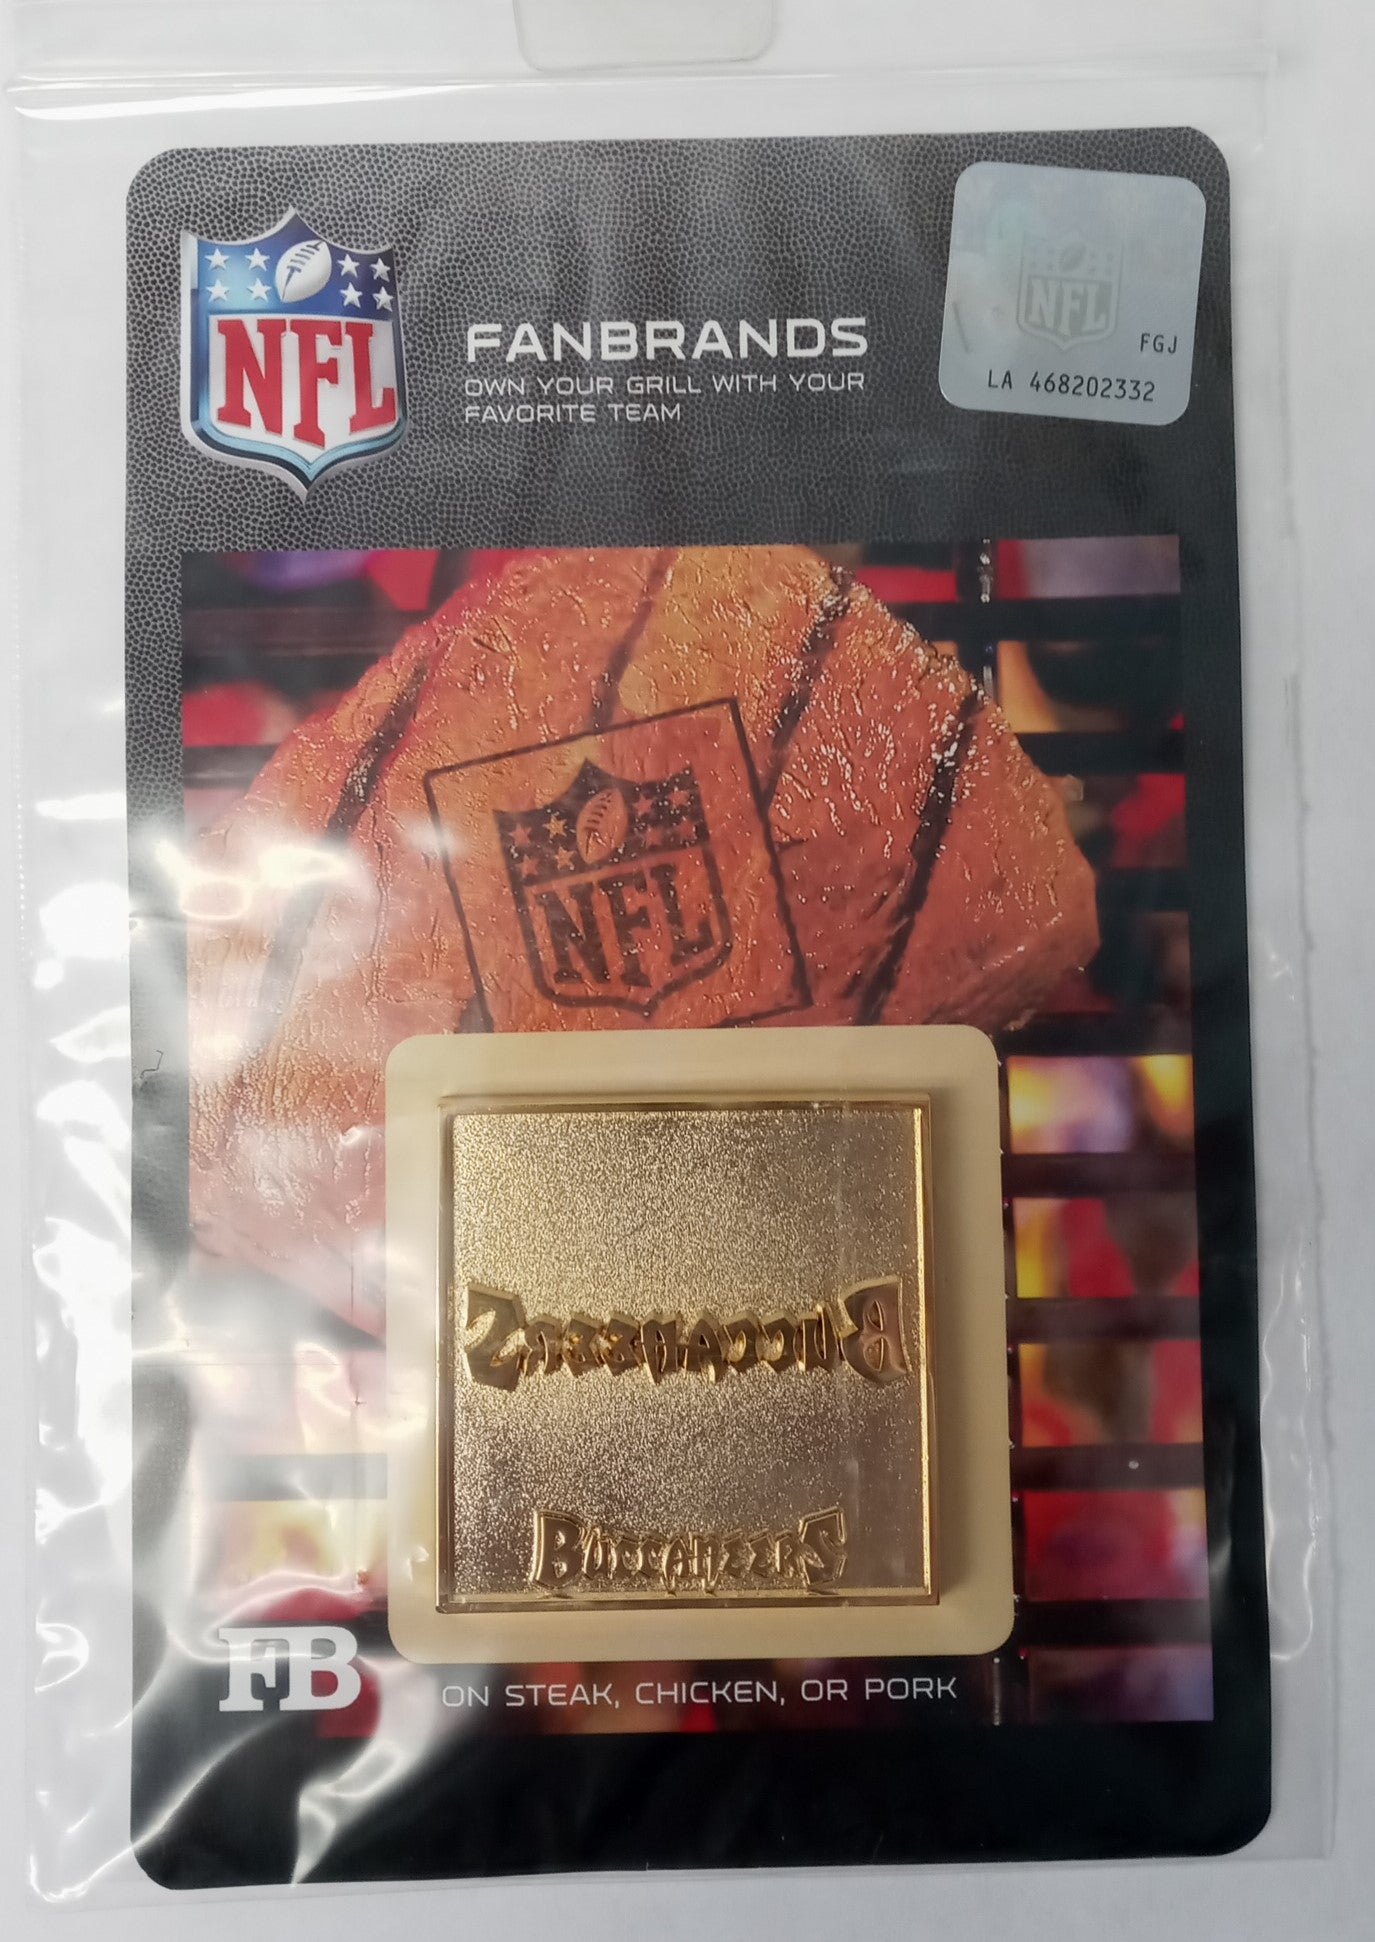 NFL
FANBRANDS
OWN YOUR GRILL WITH YOUR
FAVORITE TEAM
NFL
FGJ
LA 468202332
NFL
BUCCANEERS
BUCCANEERS
FB
ON STEAK, CHICKEN, OR PORK